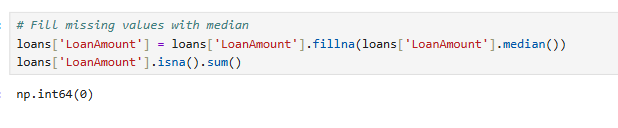 # Fill missing values with median
loans['LoanAmount'] = loans['LoanAmount'].fillna(loans['LoanAmount'].median())
loans['LoanAmount'].isna().sum()
np.int64(0)